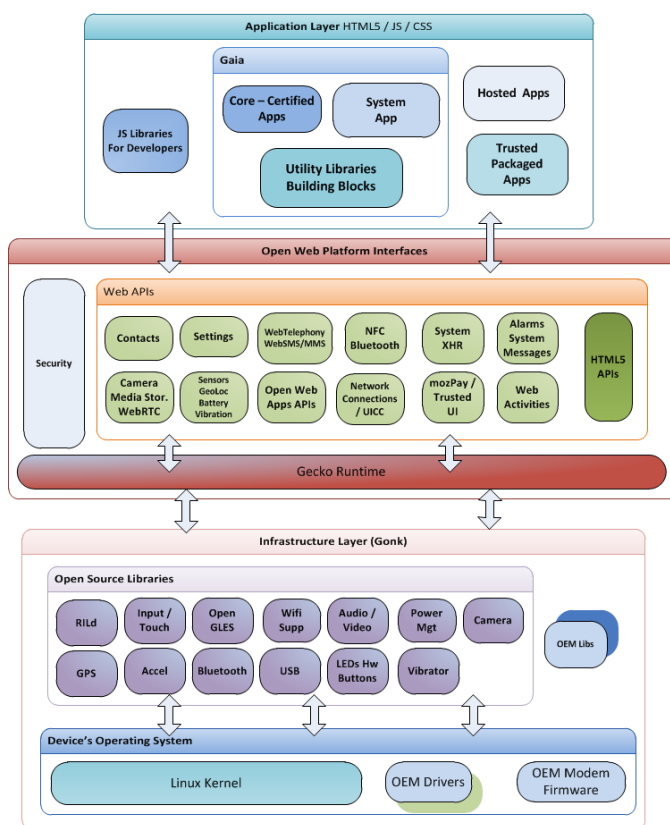 Application Layer HTML5 / JS / CSS
Gaia
JS Libraries
For Developers
Core – Certified
Apps
System
App
Utility Libraries
Building Blocks
Hosted Apps
Trusted
Packaged
Apps
Open Web Platform Interfaces
Security
Web APIs
Contacts
Settings
WebTelephony
WebSMS/MMS
NFC
Bluetooth
System
XHR
Alarms
System
Messages
Camera
Media Stor.
WebRTC
Sensors
GeoLoc
Battery
Vibration
Open Web
Apps APIs
Network
Connections
/ UICC
mozPay /
Trusted
UI
Web
Activities
HTML5
APIs
Gecko Runtime
Infrastructure Layer (Gonk)
Open Source Libraries
RILd
Input /
Touch
Open
GLES
Wifi
Supp
Audio /
Video
Power
Mgt
Camera
GPS
Accel
Bluetooth
USB
LEDs Hw
Buttons
Vibrator
OEM Libs
Device's Operating System
Linux Kernel
OEM Drivers
OEM Modem
Firmware